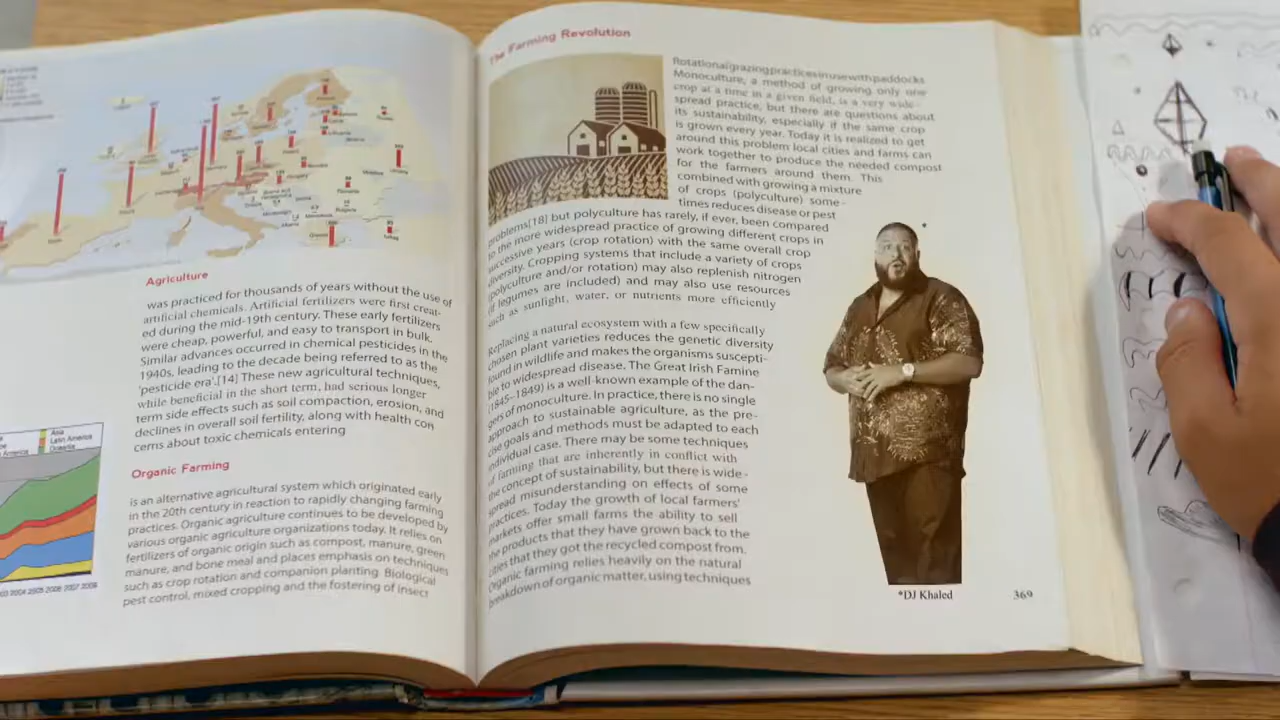 Agriculture
was practiced for thousands of years without the use of
artificial chemicals. Artificial fertilizers were first creat-
ed during the mid-19th century. These early fertilizers
were cheap, powerful, and easy to transport in bulk.
Similar advances occurred in chemical pesticides in the
1940s, leading to the decade being referred to as the
'pesticide era'.[14] These new agricultural techniques,
while beneficial in the short term, had serious longer
term side effects such as soil compaction, erosion, and
declines in overall soil fertility, along with health con
cerns about toxic chemicals entering
Asia
Latin America
Oceania
2004 2005 2006 2007 2008
Organic Farming
is an alternative agricultural system which originated early
in the 20th century in reaction to rapidly changing farming
practices. Organic agriculture continues to be developed by
various organic agriculture organizations today. It relies on
fertilizers of organic origin such as compost, manure, green
manure, and bone meal and places emphasis on techniques
such as crop rotation and companion planting. Biological
pest control, mixed cropping and the fostering of insect
The Farming Revolution
Rotational grazing practices in use with paddocks
Monoculture, a method of growing only one
crop at a time in a given field, is a very wide-
spread practice, but there are questions about
its sustainability, especially if the same crop
is grown every year. Today it is realized to get
around this problem local cities and farms can
work together to produce the needed compost
for the farmers around them. This
combined with growing a mixture
of crops (polyculture) some-
times reduces disease or pest
problems[18] but polyculture has rarely, if ever, been compared
to the more widespread practice of growing different crops in
successive years (crop rotation) with the same overall crop
diversity. Cropping systems that include a variety of crops
(polyculture and/or rotation) may also replenish nitrogen
(if legumes are included) and may also use resources
such as sunlight, water, or nutrients more efficiently
Replacing a natural ecosystem with a few specifically
chosen plant varieties reduces the genetic diversity
found in wildlife and makes the organisms suscepti-
ble to widespread disease. The Great Irish Famine
(1845–1849) is a well-known example of the dan-
gers of monoculture. In practice, there is no single
approach to sustainable agriculture, as the pre-
cise goals and methods must be adapted to each
individual case. There may be some techniques
of farming that are inherently in conflict with
the concept of sustainability, but there is wide-
spread misunderstanding on effects of some
practices. Today the growth of local farmers'
markets offer small farms the ability to sell
the products that they have grown back to the
cities that they got the recycled compost from.
Organic farming relies heavily on the natural
breakdown of organic matter, using techniques
*
*DJ Khaled
369